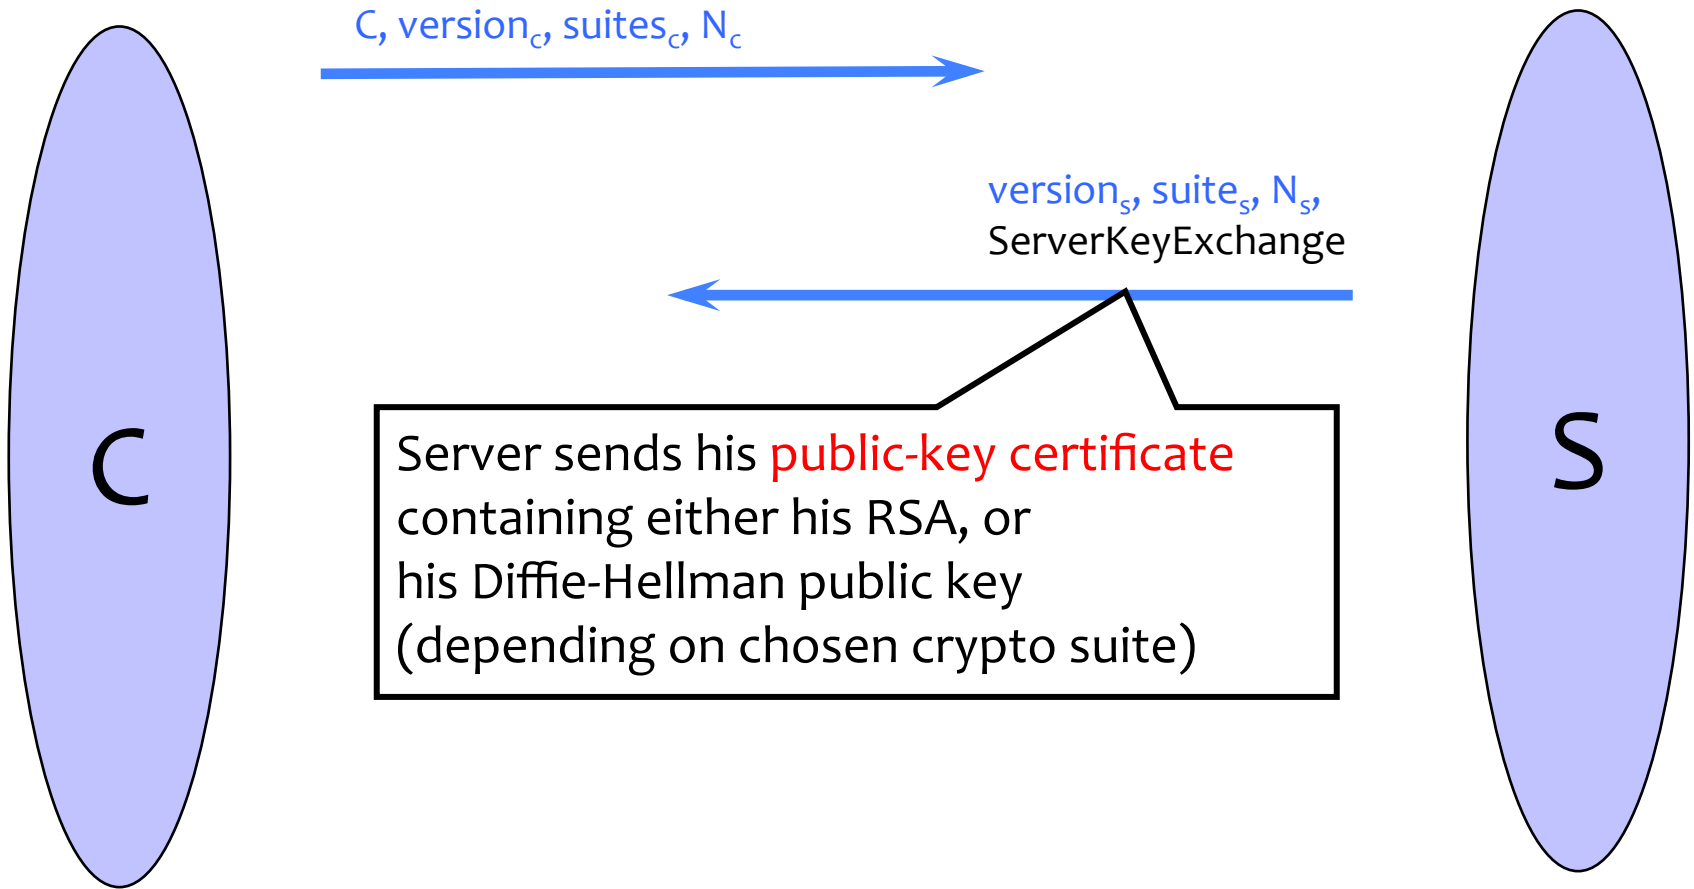 C, version_c, suites_c, N_c
version_s, suite_s, N_s,
ServerKeyExchange
C
S
Server sends his public-key certificate
containing either his RSA, or
his Diffie-Hellman public key
(depending on chosen crypto suite)